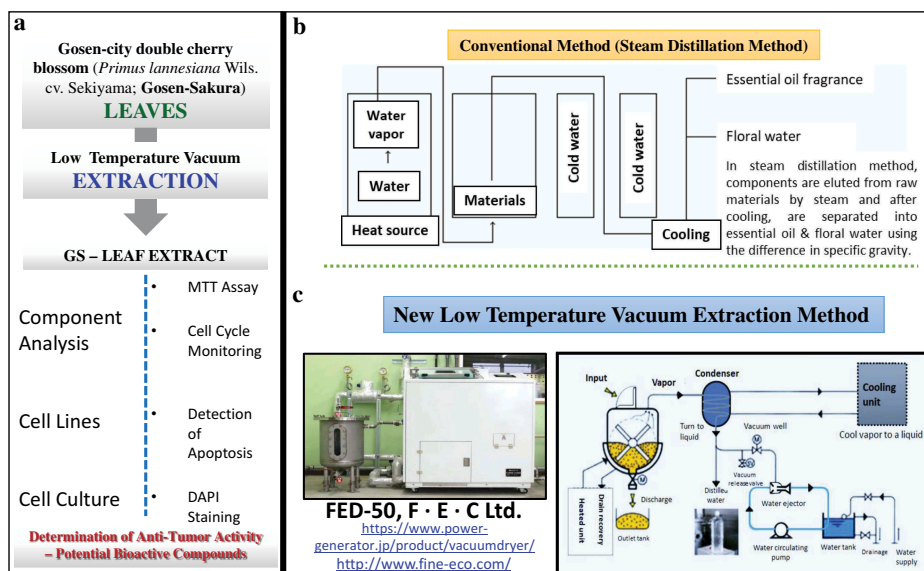 a
Gosen-city double cherry
blossom (Primus lannesiana Wils.
cv. Sekiyama; Gosen-Sakura)
LEAVES
Low Temperature Vacuum
EXTRACTION
GS – LEAF EXTRACT
Component
Analysis
Cell Lines
Cell Culture
• MTT Assay
• Cell Cycle
Monitoring
• Detection
of
Apoptosis
• DAPI
Staining
Determination of Anti-Tumor Activity
– Potential Bioactive Compounds
b
Conventional Method (Steam Distillation Method)
Water
vapor
Water
Heat source
Materials
Cold water
Cold water
Cooling
Essential oil fragrance
Floral water
In steam distillation method,
components are eluted from raw
materials by steam and after
cooling, are separated into
essential oil & floral water using
the difference in specific gravity.
c
New Low Temperature Vacuum Extraction Method
FED-50, F · E · C Ltd.
https://www.power-
generator.jp/product/vacuumdryer/
http://www.fine-eco.com/
Input
Vapor
Condenser
Cooling
unit
Cool vapor to a liquid
Turn to
liquid
Vacuum well
M
Vacuum
release valve
Distilled
water
Water ejector
M
Discharge
Outlet tank
Heated unit
Drain recovery
Water circulating
pump
Water tank
Drainage
Water
supply